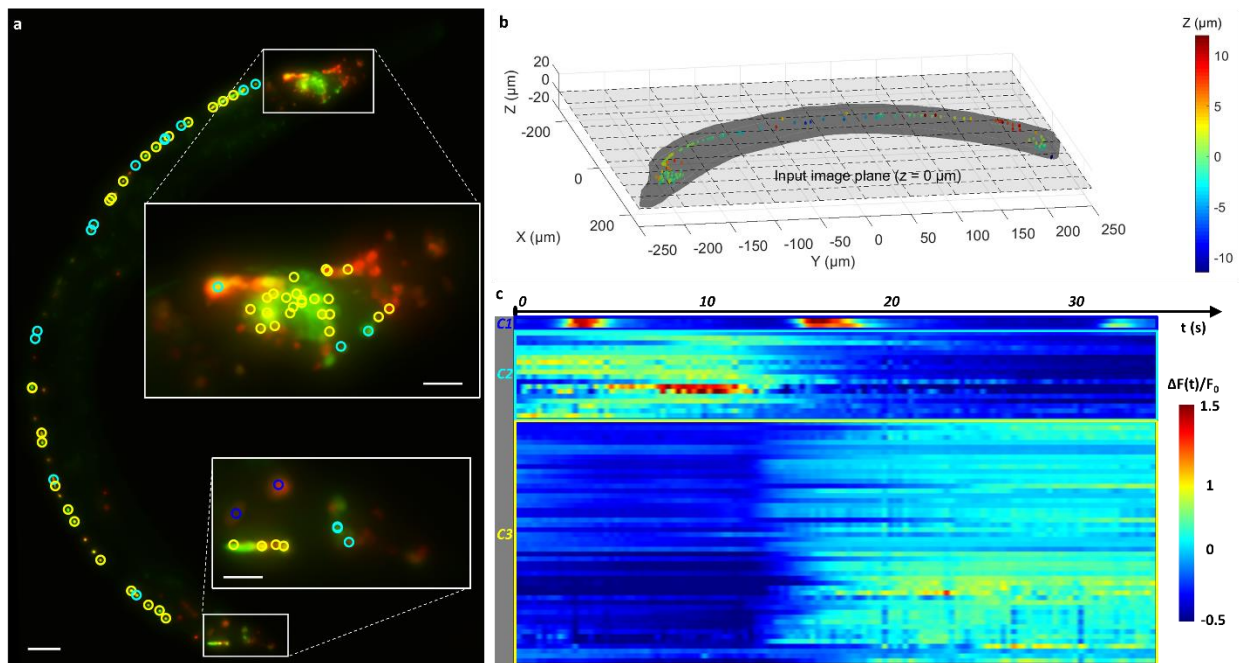 a
b
Z (µm)
20
0
-20
-200
0
200
X (µm)
Input image plane (z = 0 µm)
-250
-200
-150
-100
-50
0
50
100
150
200
250
Y (µm)
Z (µm)
10
5
0
-5
-10
c
0 10 20 30
t (s)
C1
C2
C3
ΔF(t)/F₀
1.5
1
0
-0.5